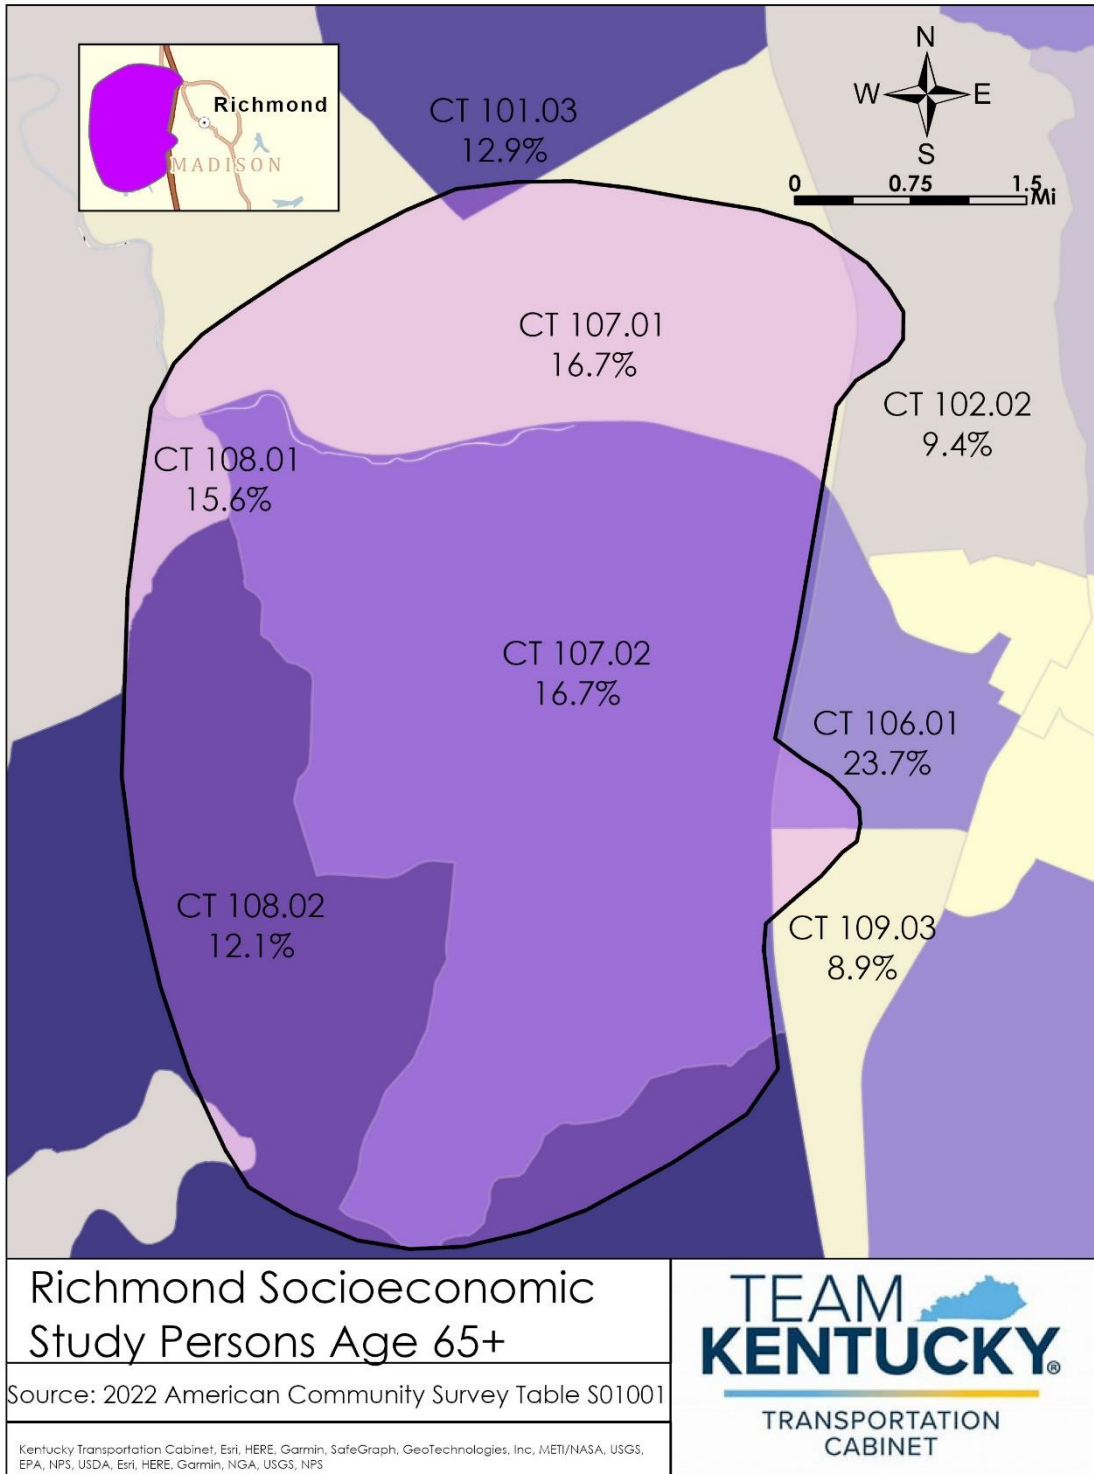 Richmond
MADISON
N
W E
S
0 0.75 1.5
Mi
CT 101.03
12.9%
CT 107.01
16.7%
CT 102.02
9.4%
CT 108.01
15.6%
CT 107.02
16.7%
CT 106.01
23.7%
CT 108.02
12.1%
CT 109.03
8.9%
Richmond Socioeconomic
Study Persons Age 65+
Source: 2022 American Community Survey Table S01001
Kentucky Transportation Cabinet, Esri, HERE, Garmin, SafeGraph, GeoTechnologies, Inc, METI/NASA, USGS,
EPA, NPS, USDA, Esri, HERE, Garmin, NGA, USGS, NPS
TEAM
KENTUCKY®
TRANSPORTATION
CABINET